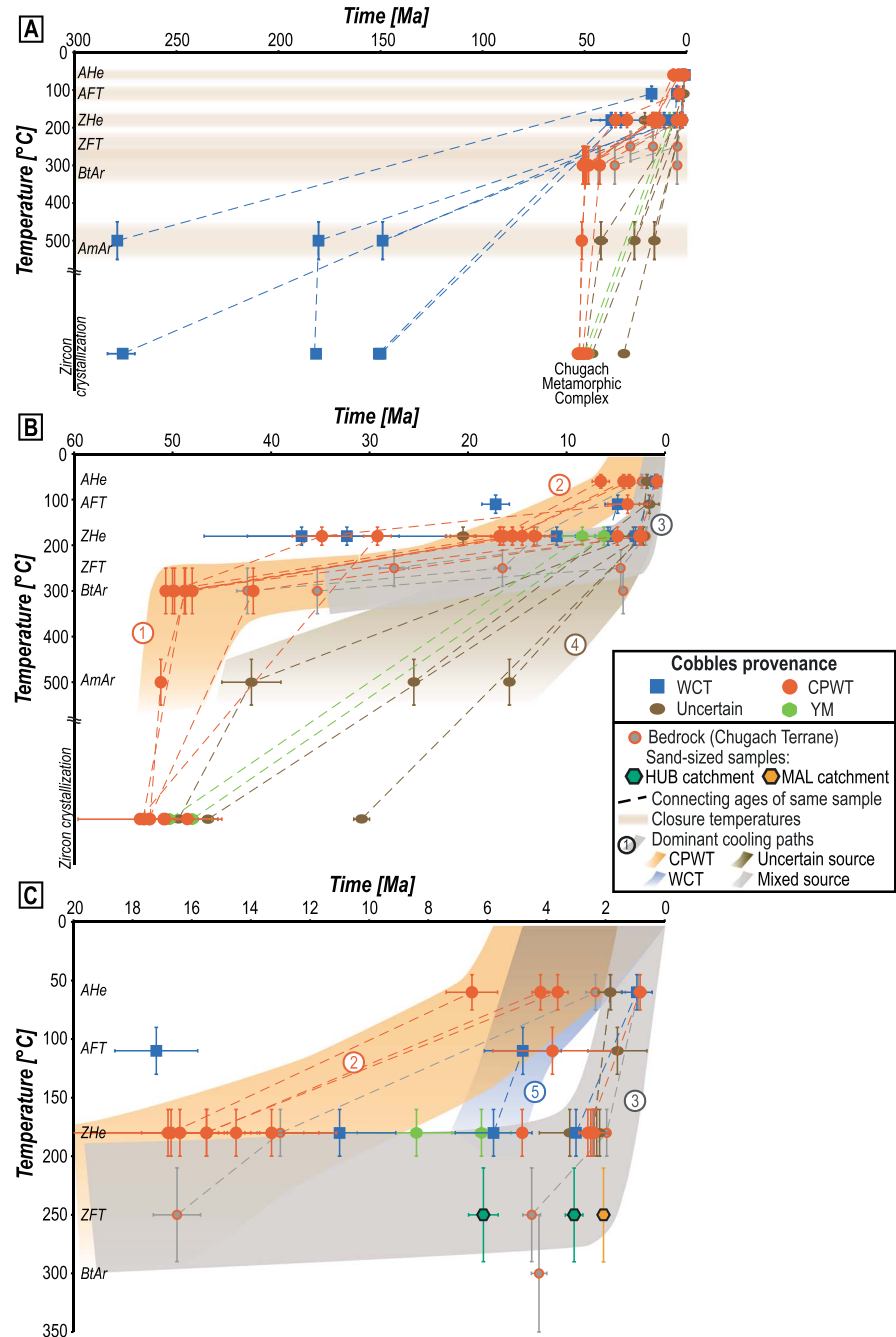 A
Time [Ma]
300 250 200 150 100 50 0
Temperature [°C]
0
100
200
300
400
500
AHe
AFT
ZHe
ZFT
BtAr
AmAr
Zircon
crystallization
Chugach
Metamorphic
Complex
B
Time [Ma]
60 50 40 30 20 10 0
Temperature [°C]
0
100
200
300
400
500
AHe
AFT
ZHe
ZFT
BtAr
AmAr
Zircon crystallization
1
2
3
4
Cobbles provenance
WCT CPWT
Uncertain YM
Bedrock (Chugach Terrane)
Sand-sized samples:
HUB catchment MAL catchment
Connecting ages of same sample
Closure temperatures
1 Dominant cooling paths
CPWT Uncertain source
WCT Mixed source
C
Time [Ma]
20 18 16 14 12 10 8 6 4 2 0
Temperature [°C]
0
50
100
150
200
250
300
350
AHe
AFT
ZHe
ZFT
BtAr
2
5
3